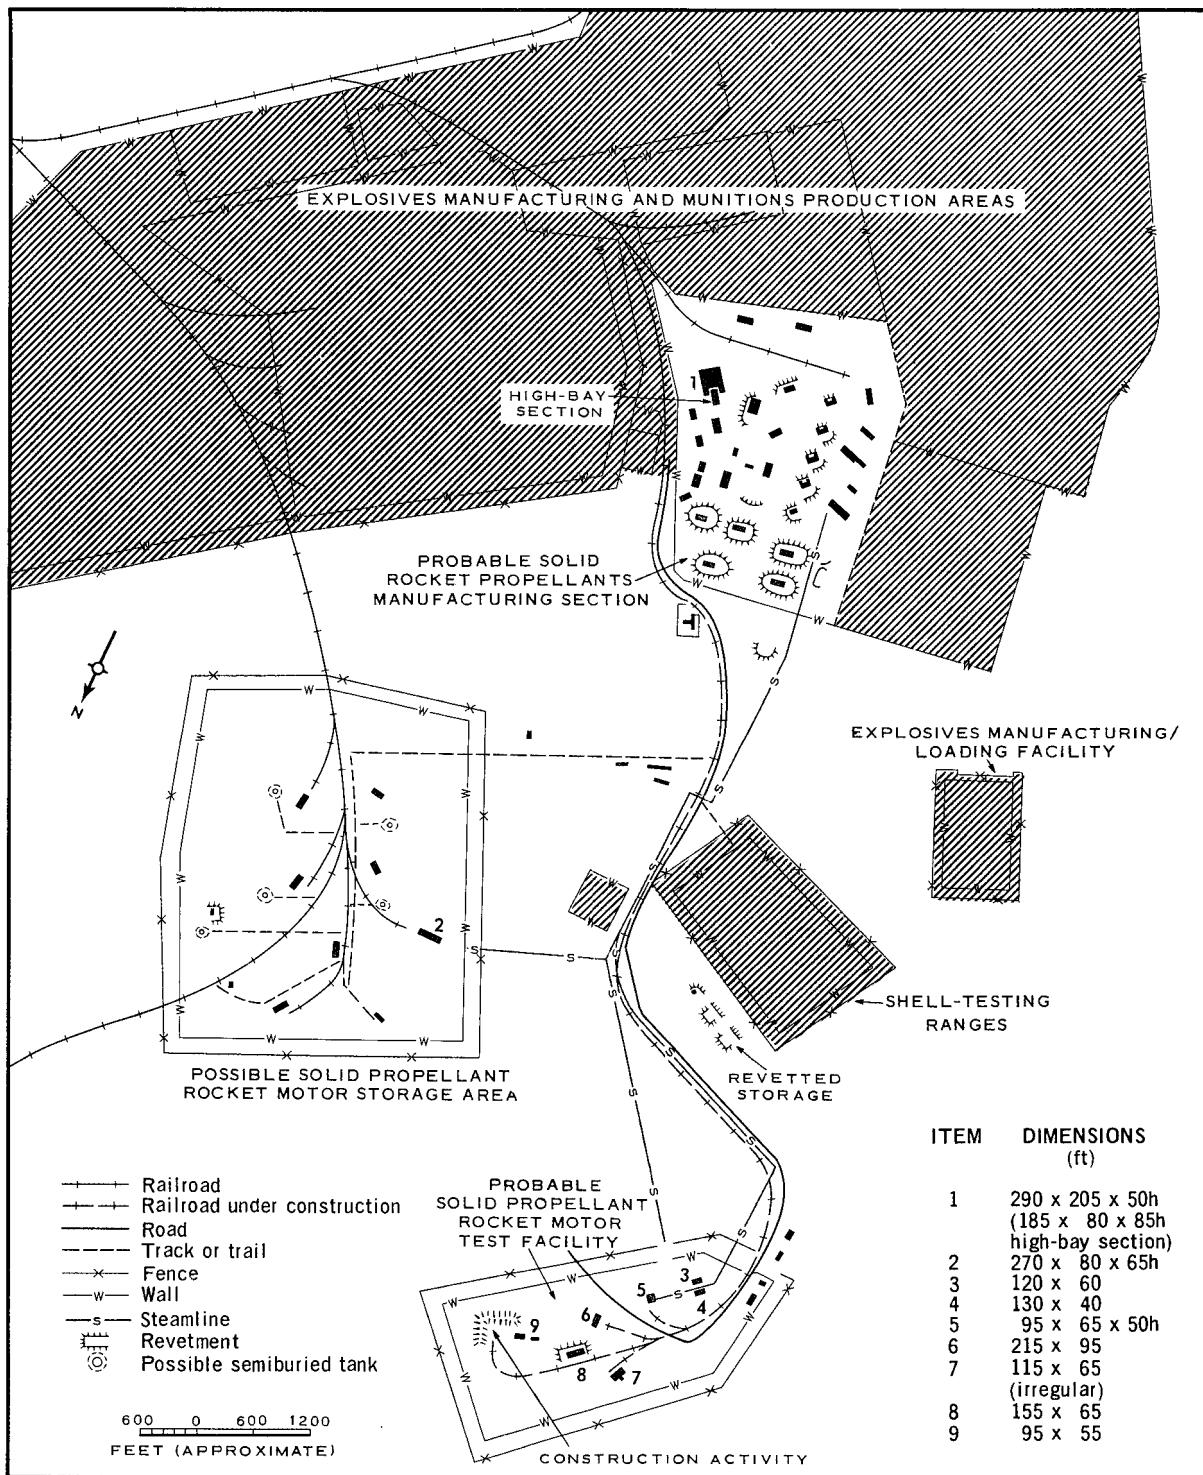 EXPLOSIVES MANUFACTURING AND MUNITIONS PRODUCTION AREAS
1
HIGH-BAY
SECTION
PROBABLE SOLID
ROCKET PROPELLANTS
MANUFACTURING SECTION
N
EXPLOSIVES MANUFACTURING/
LOADING FACILITY
2
SHELL-TESTING
RANGES
REVETTED
STORAGE
POSSIBLE SOLID PROPELLANT
ROCKET MOTOR STORAGE AREA
PROBABLE
SOLID PROPELLANT
ROCKET MOTOR
TEST FACILITY
3
5
4
6
9
8
7
CONSTRUCTION ACTIVITY
Railroad
Railroad under construction
Road
Track or trail
Fence
Wall
Steamline
Revetment
Possible semiburied tank
600 0 600 1200
FEET (APPROXIMATE)
ITEM DIMENSIONS
(ft)
1 290 x 205 x 50h
(185 x 80 x 85h
high-bay section)
2 270 x 80 x 65h
3 120 x 60
4 130 x 40
5 95 x 65 x 50h
6 215 x 95
7 115 x 65
(irregular)
8 155 x 65
9 95 x 55